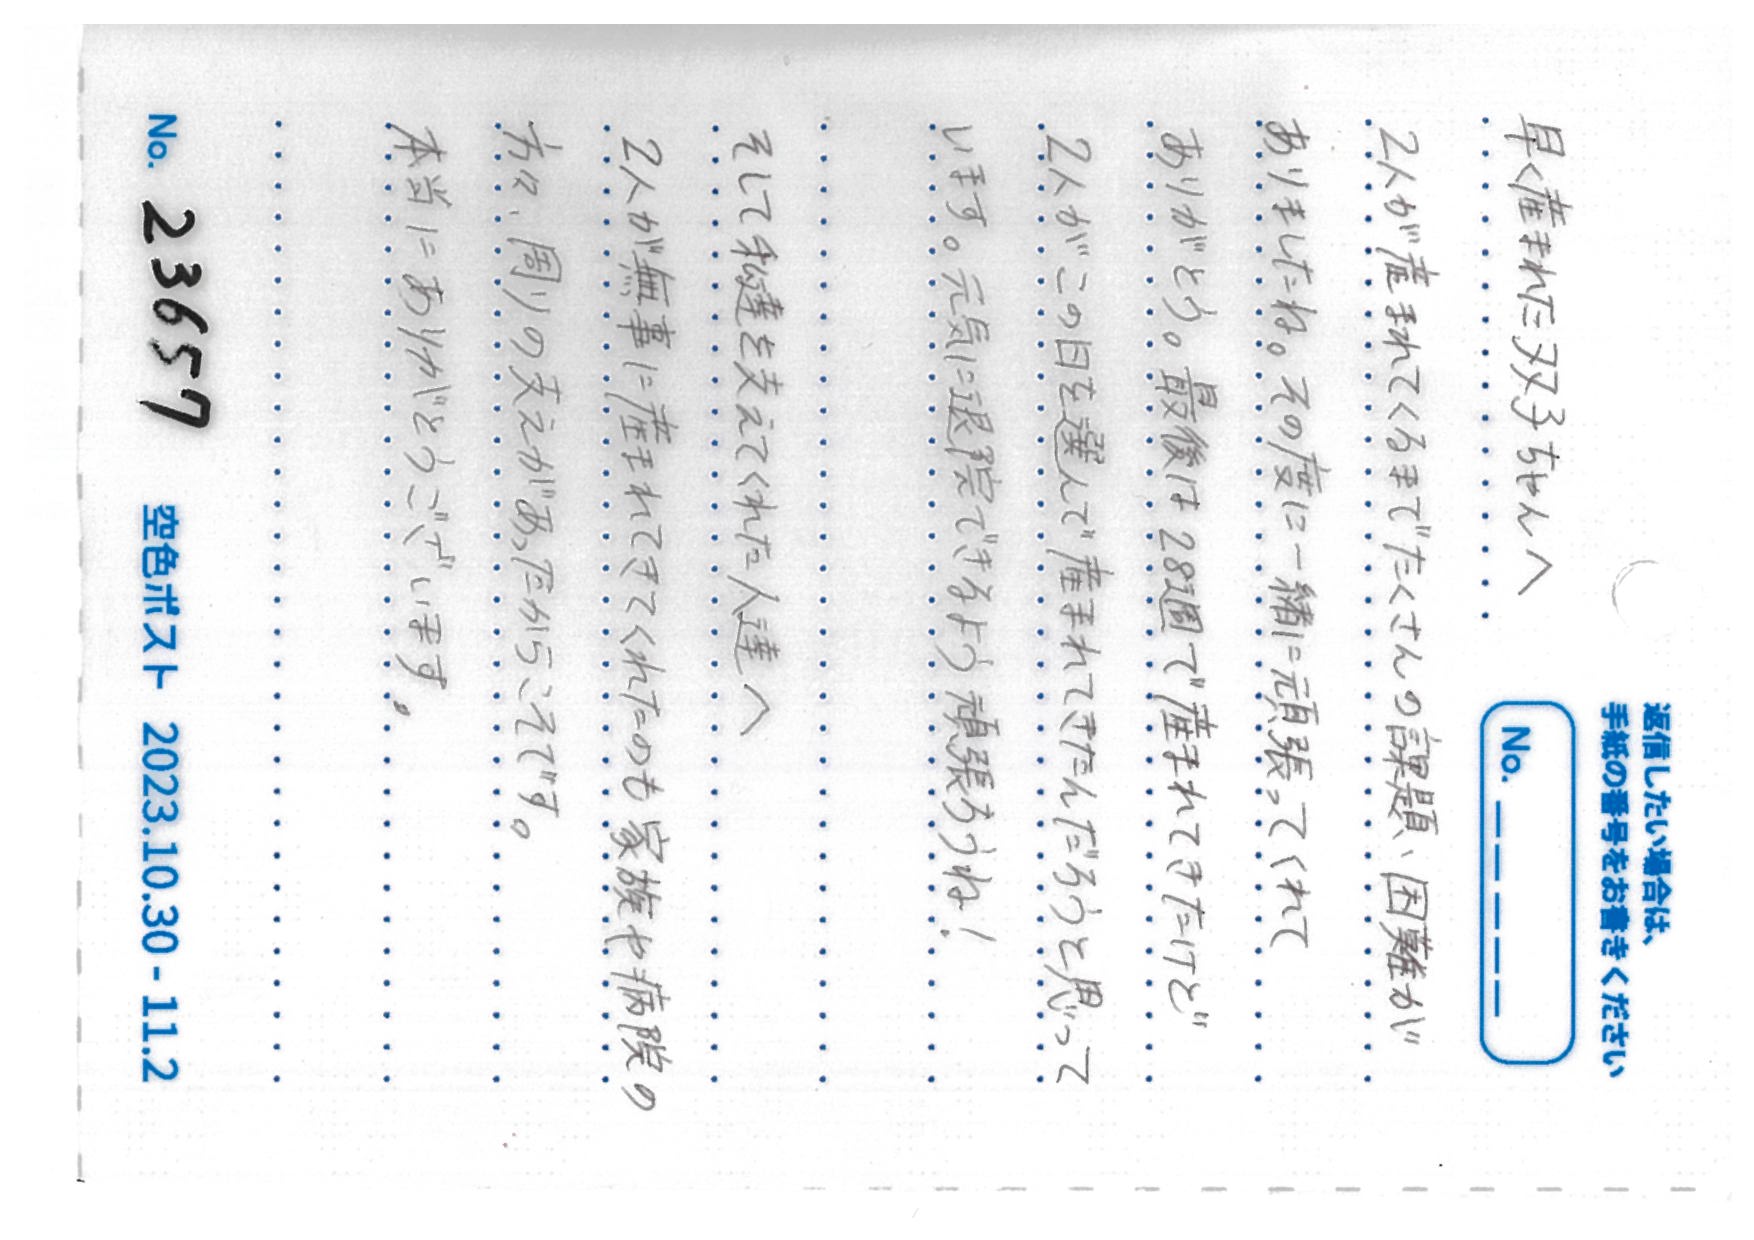 返信したい場合は、
手紙の番号をお書きください
No. _ _ _ _ _
早く産まれた双子ちゃんへ
2人が産まれてくるまでたくさんの課題、困難が
ありましたね。その度に一緒に頑張ってくれて
ありがとう。最後は28週で産まれてきたけど
2人がこの日を選んで産まれてきたんだろうと思って
います。元気に退院できるよう頑張ろうね!
そして私達を支えてくれた人達へ
2人が無事に産まれてきてくれたのも家族や病院の
方々、周りの支えがあったからこそです。
本当にありがとうございます。
No. 23657
空色ポスト 2023.10.30 - 11.2